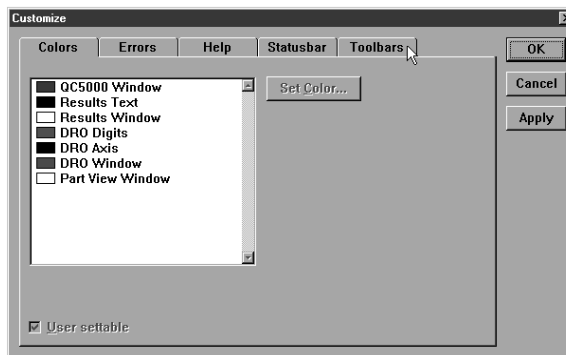 Customize
Colors Errors Help Statusbar Toolbars
OK
Cancel
Apply
QC5000 Window
Results Text
Results Window
DRO Digits
DRO Axis
DRO Window
Part View Window
Set Color...
User settable